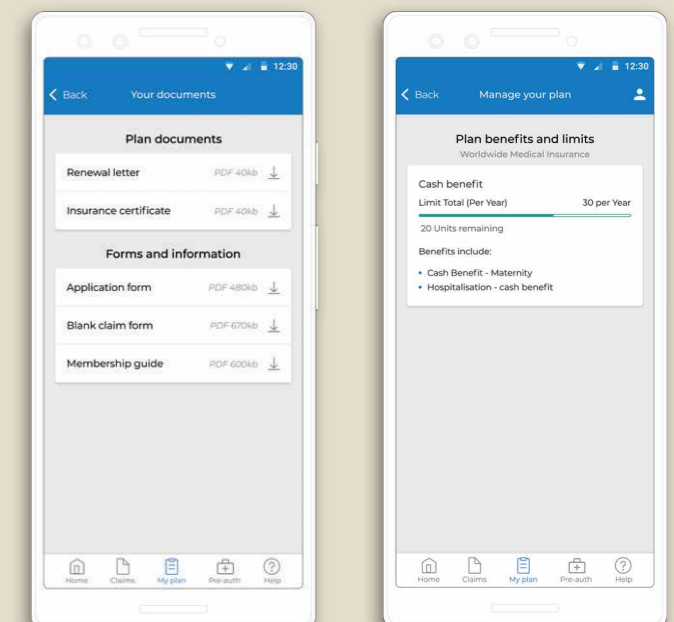 12:30
Back Your documents
Plan documents
Renewal letter PDF 40kb
Insurance certificate PDF 40kb
Forms and information
Application form PDF 480kb
Blank claim form PDF 670kb
Membership guide PDF 600kb
Home Claims My plan Pre-auth Help
12:30
Back Manage your plan
Plan benefits and limits
Worldwide Medical Insurance
Cash benefit
Limit Total (Per Year) 30 per Year
20 Units remaining
Benefits include:
• Cash Benefit - Maternity
• Hospitalisation - cash benefit
Home Claims My plan Pre-auth Help